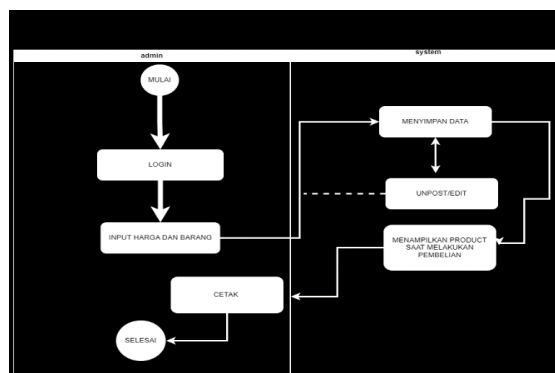 admin
system
MULAI
MENYIMPAN DATA
LOGIN
UNPOST/EDIT
INPUT HARGA DAN BARANG
MENAMPILKAN PRODUCT
SAAT MELAKUKAN
PEMBELIAN
CETAK
SELESAI